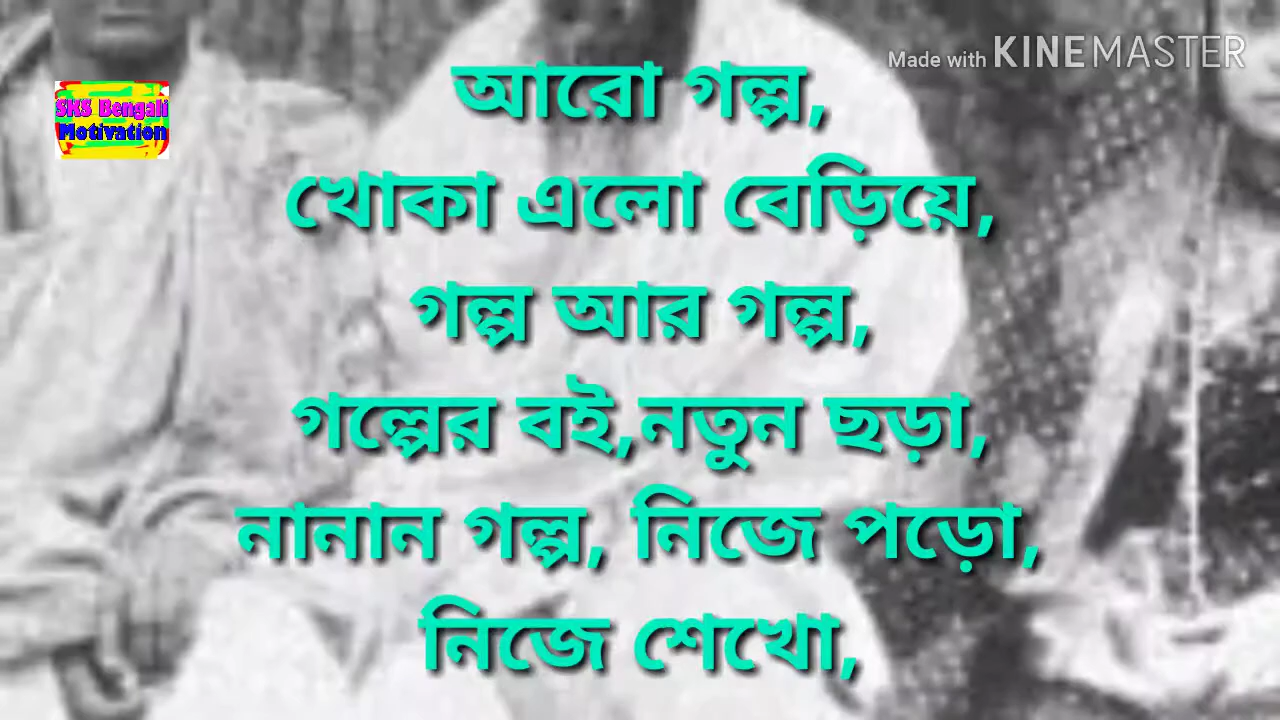 Made with KINEMASTER
SKS Bengali
Motivation
আরো গল্প,
খোকা এলো বেড়িয়ে,
গল্প আর গল্প,
গল্পের বই,নতুন ছড়া,
নানান গল্প, নিজে পড়ো,
নিজে শেখো,